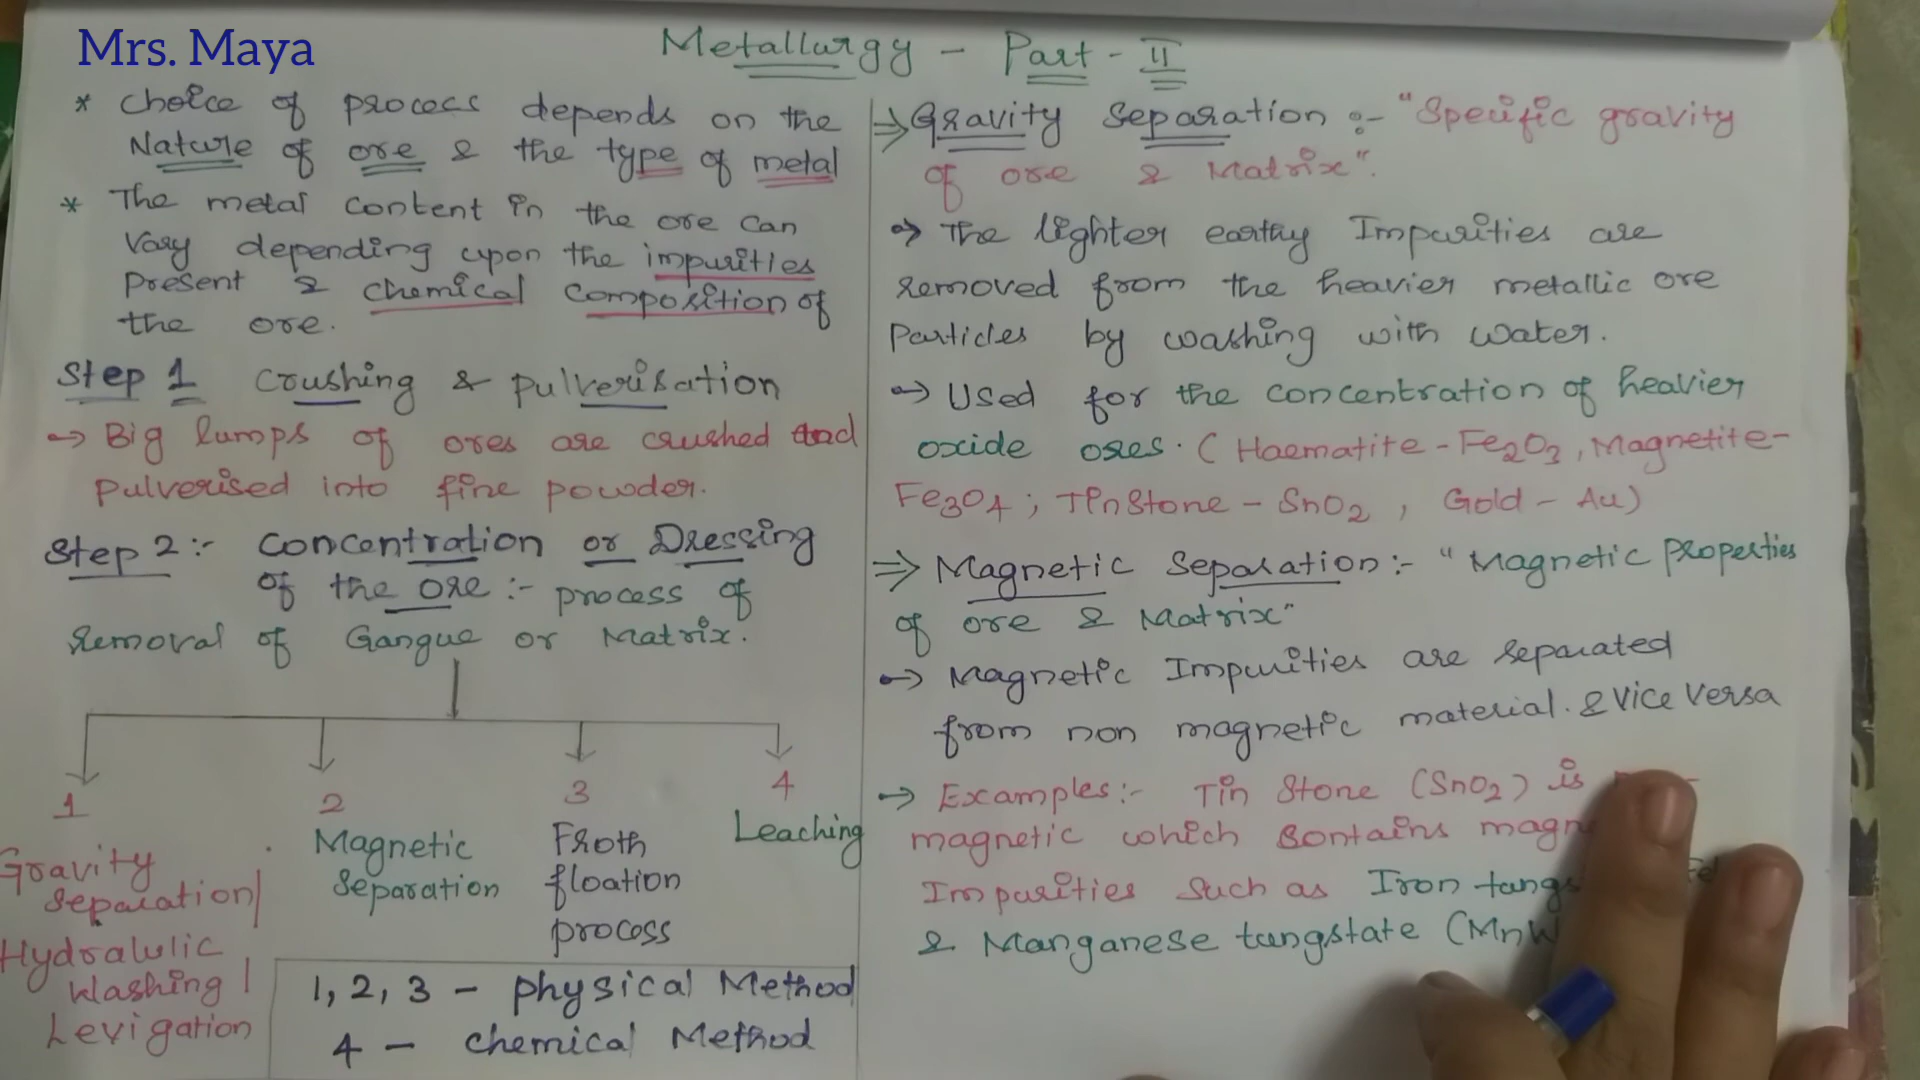 Mrs. Maya
Metallurgy - Part - II
* Choice of process depends on the
Nature of ore & the type of metal
* The metal content in the ore can
Vary depending upon the impurities
Present & chemical composition of
the ore.
Step 1 Crushing & pulverisation
→ Big lumps of ores are crushed and
Pulverised into fine powder.
Step 2 :- Concentration or Dressing
of the ore :- process of
removal of Gangue or Matrix.
1
Gravity
Separation/
Hydralulic
Washing/
Levigation
2
Magnetic
Separation
3
Froth
floation
process
4
Leaching
1, 2, 3 - physical Method
4 - chemical Method
⇒ Gravity Separation :- "Specific gravity
of ore & Matrix".
→ The lighter earthy Impurities are
removed from the heavier metallic ore
Particles by washing with water.
→ Used for the concentration of heavier
oxide ores. (Haematite - Fe2O3, Magnetite-
Fe3O4; Tin Stone - SnO2, Gold - Au)
⇒ Magnetic Separation :- "Magnetic Properties
of ore & Matrix"
→ Magnetic Impurities are separated
from non magnetic material. & Vice Versa
→ Examples :- Tin Stone (SnO2) is
magnetic which contains
Impurities Such as Iron
& Manganese tungstate (MnW